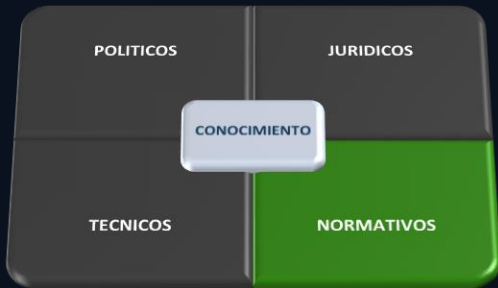 POLITICOS
JURIDICOS
CONOCIMIENTO
TECNICOS
NORMATIVOS